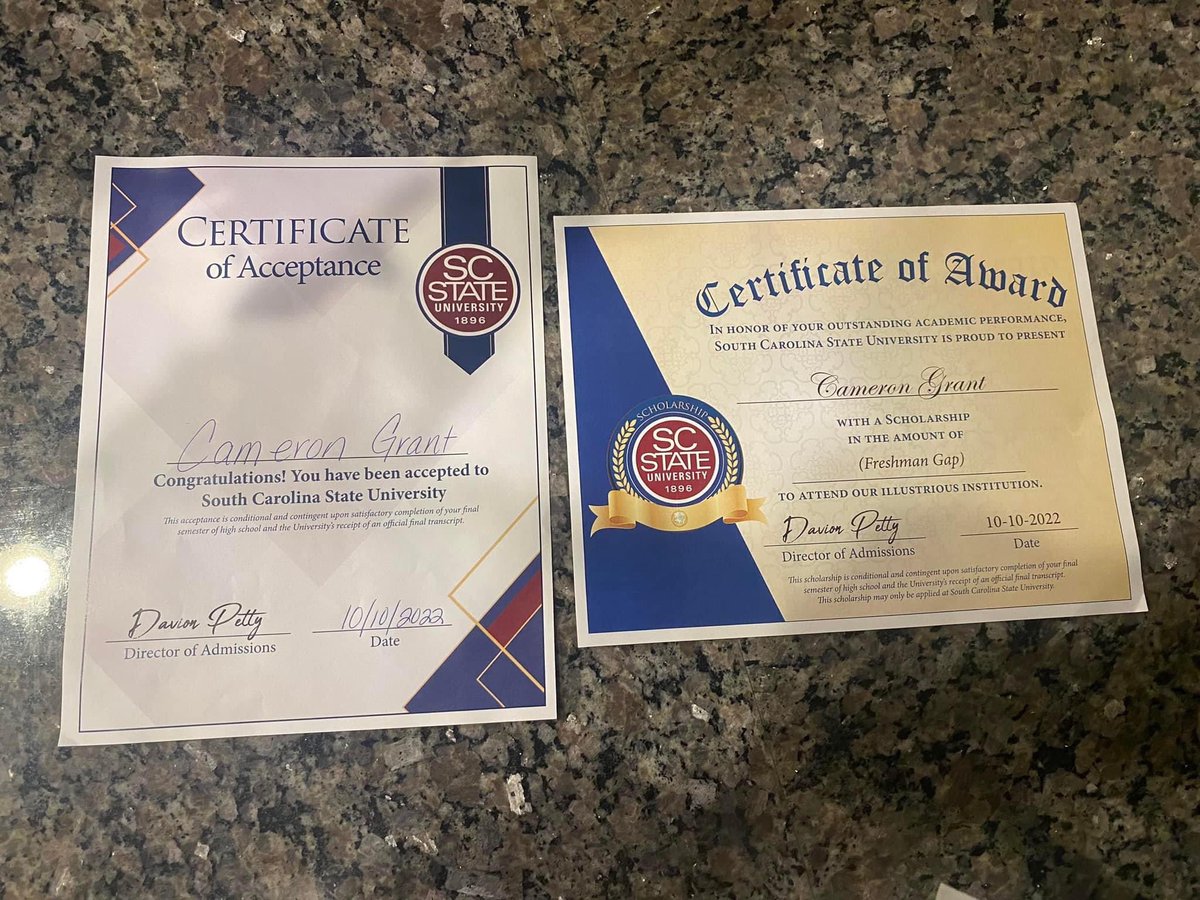 CERTIFICATE
of Acceptance
SC
STATE
UNIVERSITY
1896
Cameron Grant
Congratulations! You have been accepted to
South Carolina State University
This acceptance is conditional and contingent upon satisfactory completion of your final
semester of high school and the University's receipt of an official final transcript.
Davion Petty
Director of Admissions
10/10/2022
Date
Certificate of Award
IN HONOR OF YOUR OUTSTANDING ACADEMIC PERFORMANCE,
SOUTH CAROLINA STATE UNIVERSITY IS PROUD TO PRESENT
Cameron Grant
WITH A SCHOLARSHIP
IN THE AMOUNT OF
(Freshman Gap)
TO ATTEND OUR ILLUSTRIOUS INSTITUTION.
SCHOLARSHIP
SC
STATE
UNIVERSITY
1896
Davion Petty
Director of Admissions
10-10-2022
Date
This scholarship is conditional and contingent upon satisfactory completion of your final
semester of high school and the University's receipt of an official final transcript.
This scholarship may only be applied at South Carolina State University.